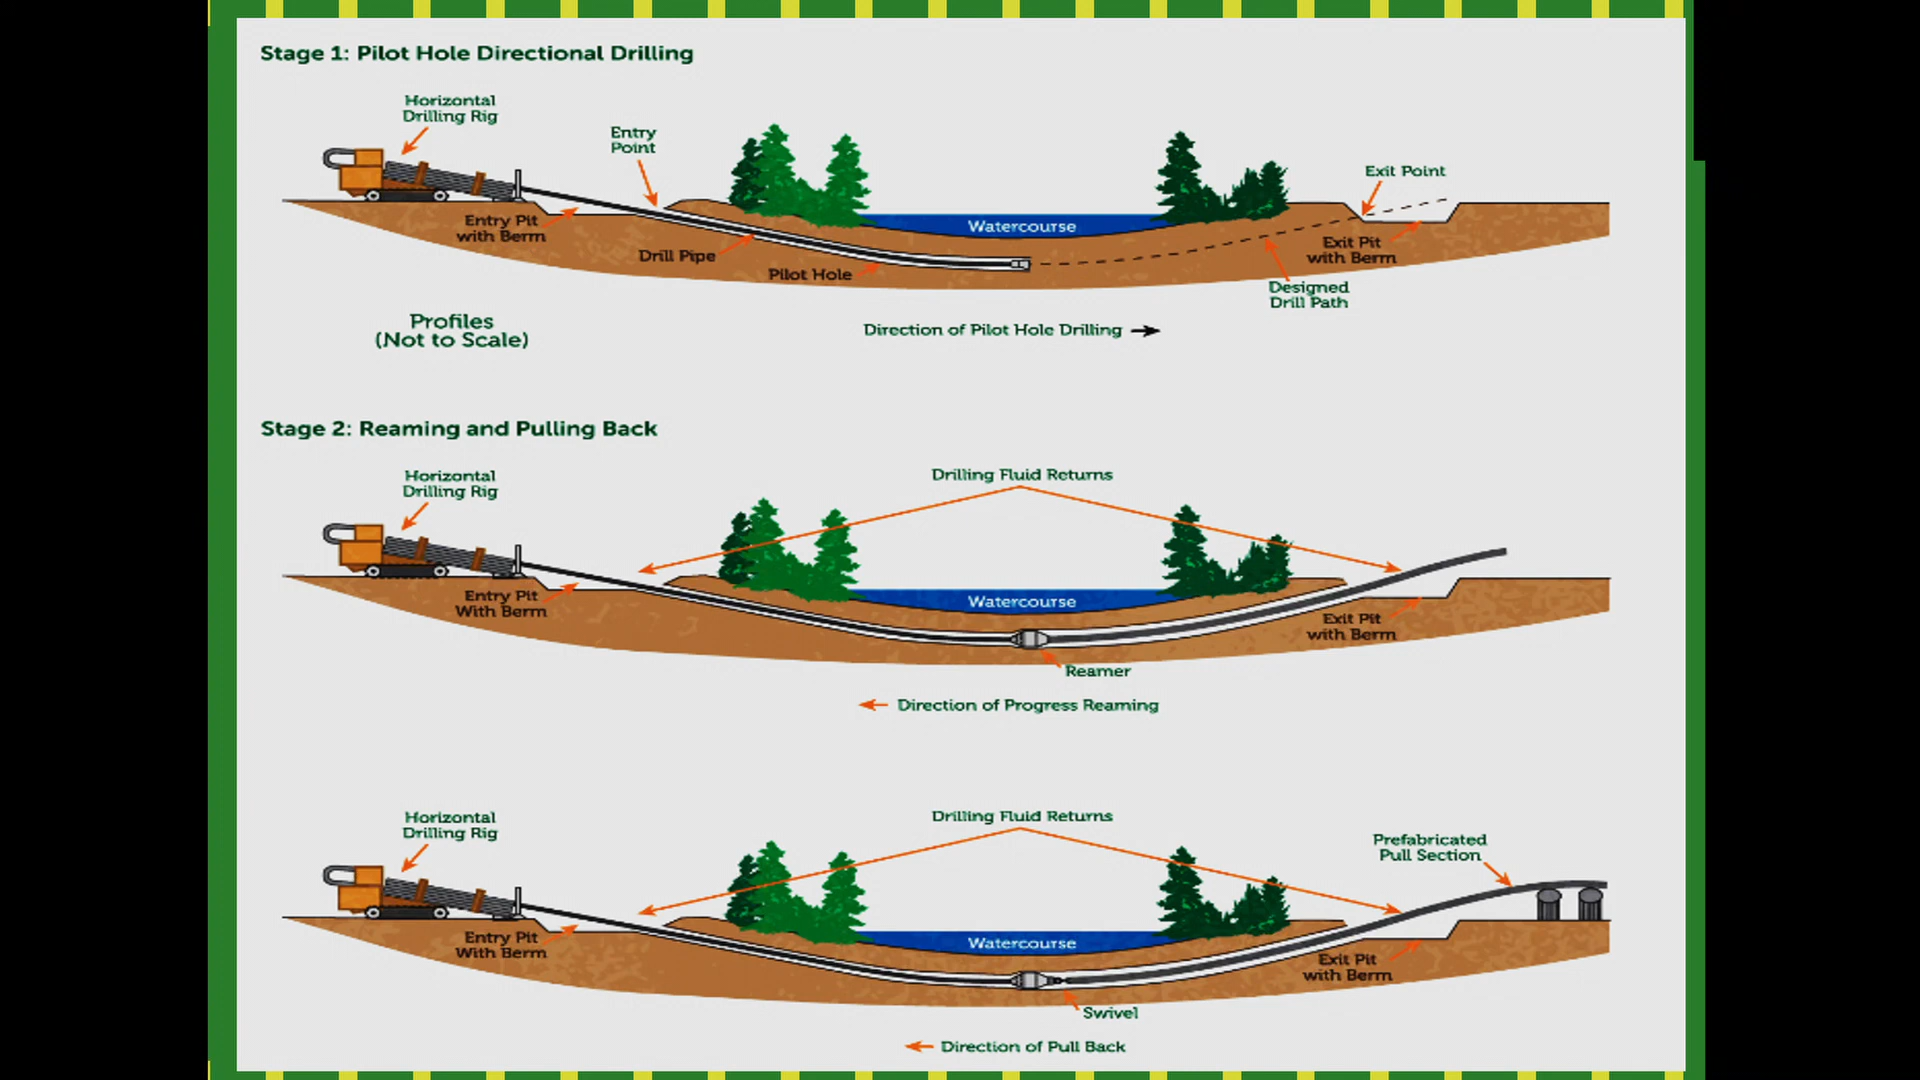 Stage 1: Pilot Hole Directional Drilling
Horizontal
Drilling Rig
Entry
Point
Exit Point
Entry Pit
with Berm
Watercourse
Drill Pipe
Pilot Hole
Exit Pit
with Berm
Designed
Drill Path
Profiles
(Not to Scale)
Direction of Pilot Hole Drilling
Stage 2: Reaming and Pulling Back
Horizontal
Drilling Rig
Drilling Fluid Returns
Entry Pit
With Berm
Watercourse
Exit Pit
with Berm
Reamer
Direction of Progress Reaming
Horizontal
Drilling Rig
Drilling Fluid Returns
Prefabricated
Pull Section
Entry Pit
With Berm
Watercourse
Exit Pit
with Berm
Swivel
Direction of Pull Back